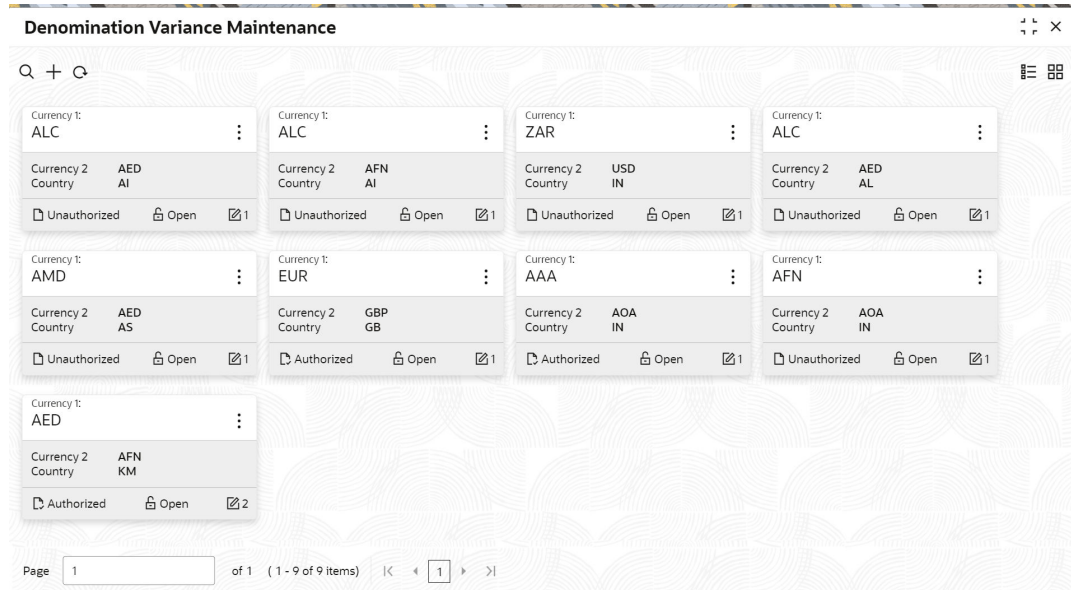 Denomination Variance Maintenance
Currency 1: Currency 1: Currency 1: Currency 1:
ALC ALC ZAR ALC
Currency 2 AED Currency 2 AFN Currency 2 USD Currency 2 AED
Country AI Country AI Country IN Country AL
Unauthorized Open 1 Unauthorized Open 1 Unauthorized Open 1 Unauthorized Open 1
Currency 1: Currency 1: Currency 1: Currency 1:
AMD EUR AAA AFN
Currency 2 AED Currency 2 GBP Currency 2 AOA Currency 2 AOA
Country AS Country GB Country IN Country IN
Unauthorized Open 1 Authorized Open 1 Authorized Open 1 Unauthorized Open 1
Currency 1:
AED
Currency 2 AFN
Country KM
Authorized Open 2
Page 1 of 1 ( 1 - 9 of 9 items) 1